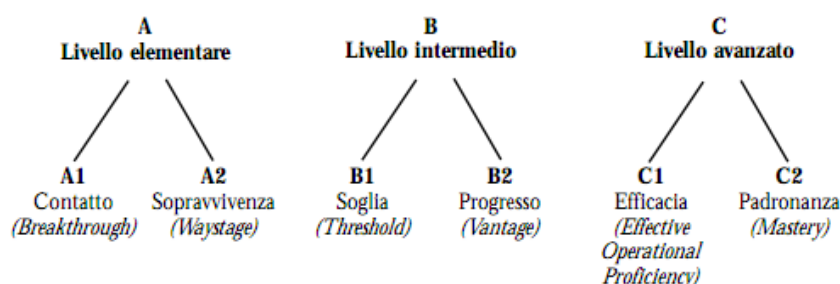 A
Livello elementare
B
Livello intermedio
C
Livello avanzato
A1
Contatto
(Breakthrough)
A2
Sopravvivenza
(Waystage)
B1
Soglia
(Threshold)
B2
Progresso
(Vantage)
C1
Efficacia
(Effective
Operational
Proficiency)
C2
Padronanza
(Mastery)